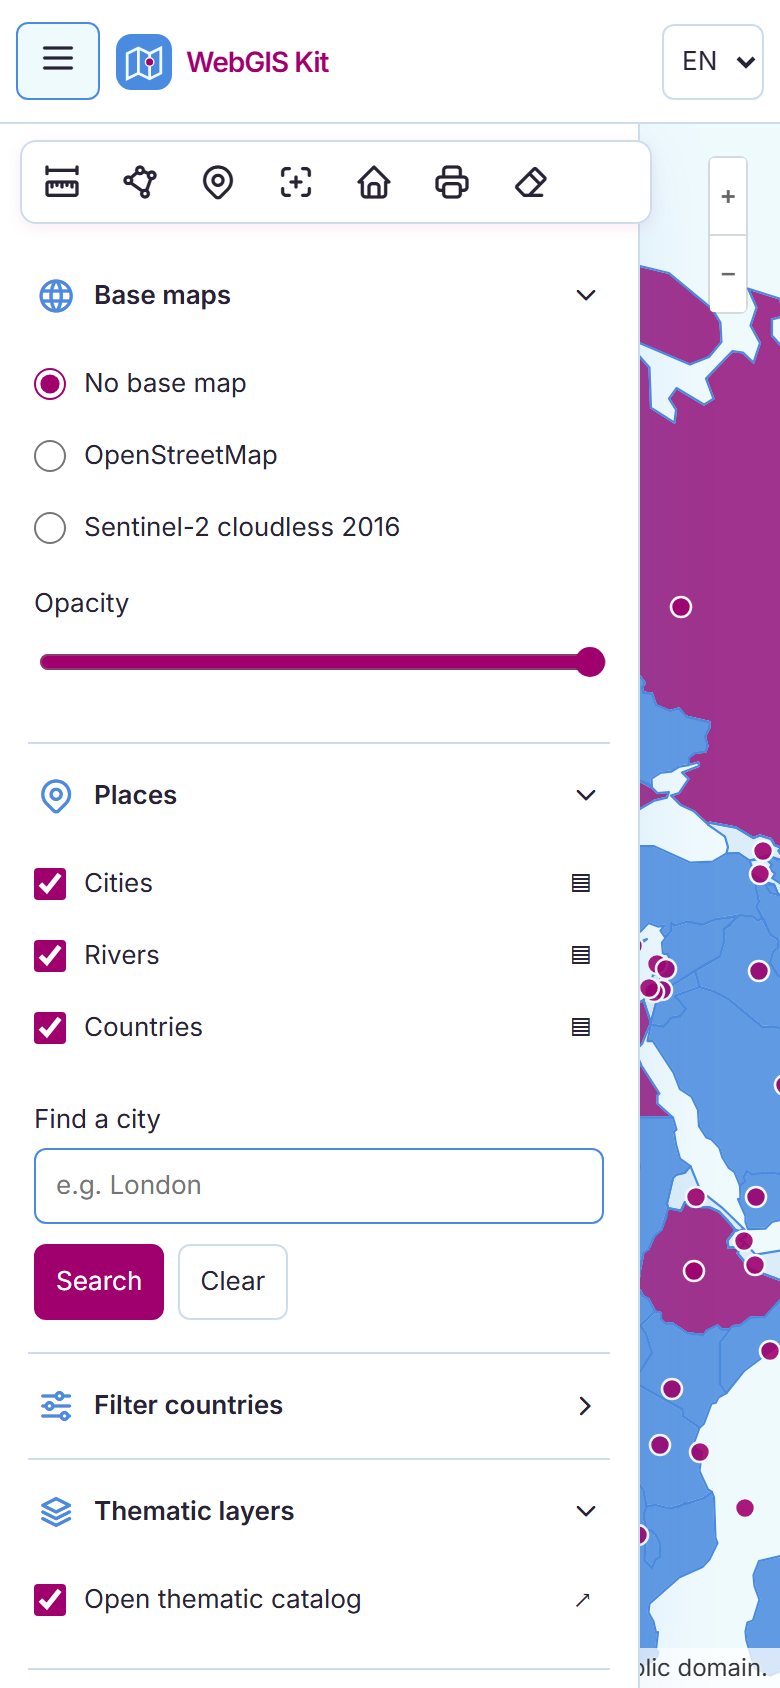 WebGIS Kit
EN
+
−
Base maps
No base map
OpenStreetMap
Sentinel-2 cloudless 2016
Opacity
Places
Cities
Rivers
Countries
Find a city
e.g. London
Search
Clear
Filter countries
Thematic layers
Open thematic catalog
domain.